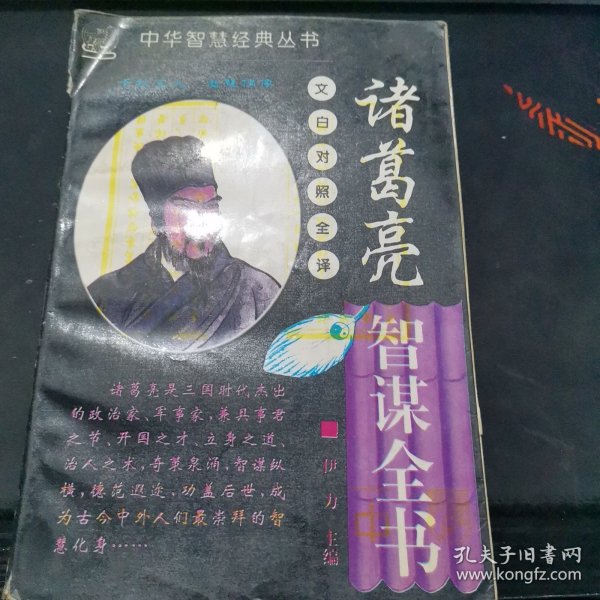 中华智慧经典丛书
文白对照全译
诸葛亮
智谋全书
伊力 主编
诸葛亮是三国时代杰出
的政治家、军事家，兼具事君
之节、开国之才、立身之道、
治人之术，奇策泉涌，智谋纵
横，德范遐迩、功盖后世，成
为古今中外人们最崇拜的智
慧化身……
孔夫子旧书网
www.kongfz.com